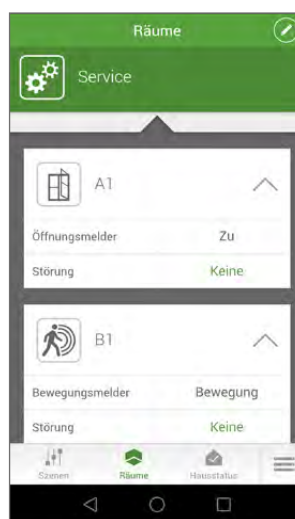 Räume
Service
A1
Öffnungsmelder Zu
Störung Keine
B1
Bewegungsmelder Bewegung
Störung Keine
Szenen Räume Hausstatus